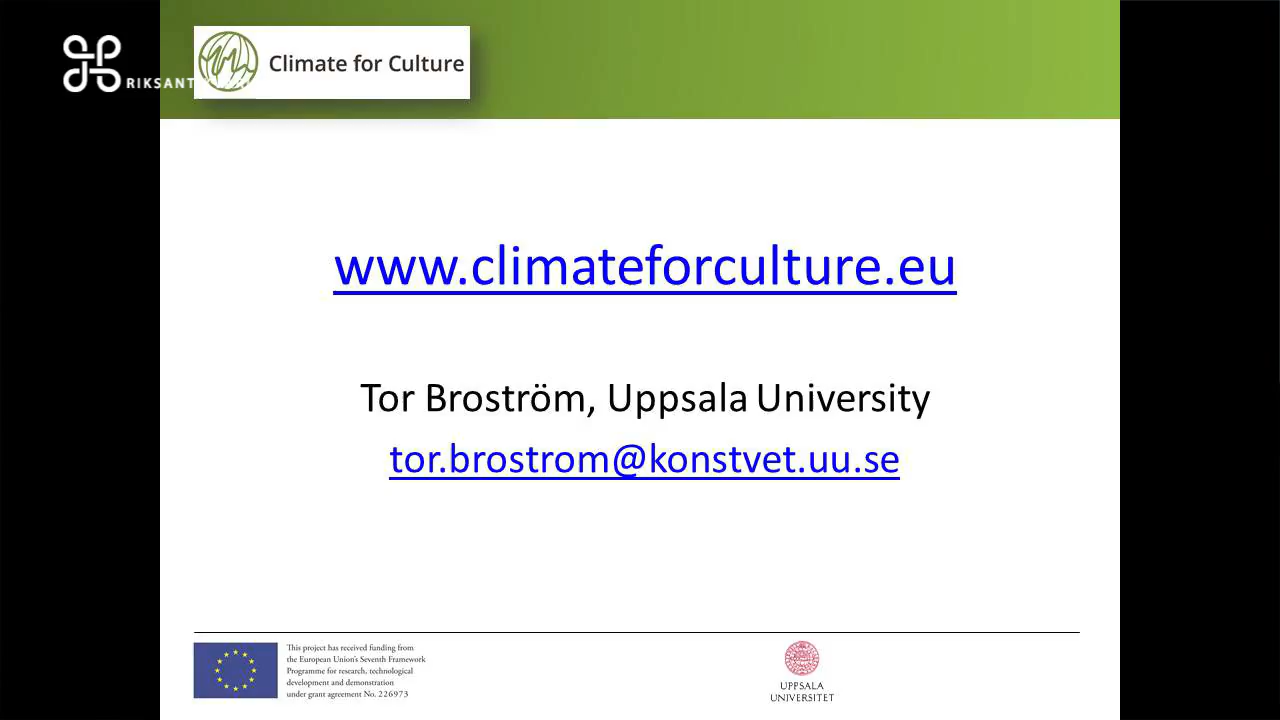 Climate for Culture
www.climateforculture.eu
Tor Broström, Uppsala University
tor.brostrom@konstvet.uu.se
This project has received funding from
the European Union's Seventh Framework
Programme for research, technological
development and demonstration
under grant agreement No. 226973
UPPSALA
UNIVERSITET